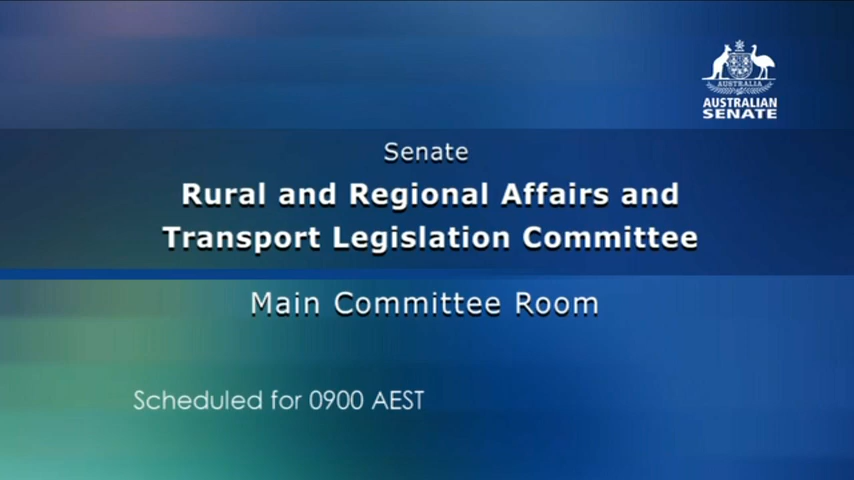 AUSTRALIA
AUSTRALIAN
SENATE
Senate
Rural and Regional Affairs and
Transport Legislation Committee
Main Committee Room
Scheduled for 0900 AEST